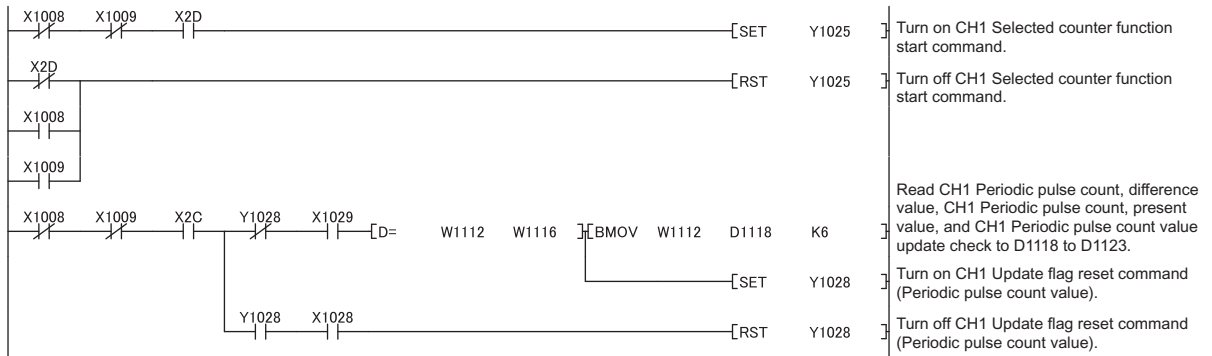 X1008 X1009 X2D
[SET Y1025 ] Turn on CH1 Selected counter function
start command.
X2D
[RST Y1025 ] Turn off CH1 Selected counter function
start command.
X1008
X1009
Read CH1 Periodic pulse count, difference
value, CH1 Periodic pulse count, present
value, and CH1 Periodic pulse count value
update check to D1118 to D1123.
X1008 X1009 X2C Y1028 X1029
[D= W1112 W1116 ] [BMOV W1112 D1118 K6 ]
[SET Y1028 ] Turn on CH1 Update flag reset command
(Periodic pulse count value).
Y1028 X1028
[RST Y1028 ] Turn off CH1 Update flag reset command
(Periodic pulse count value).